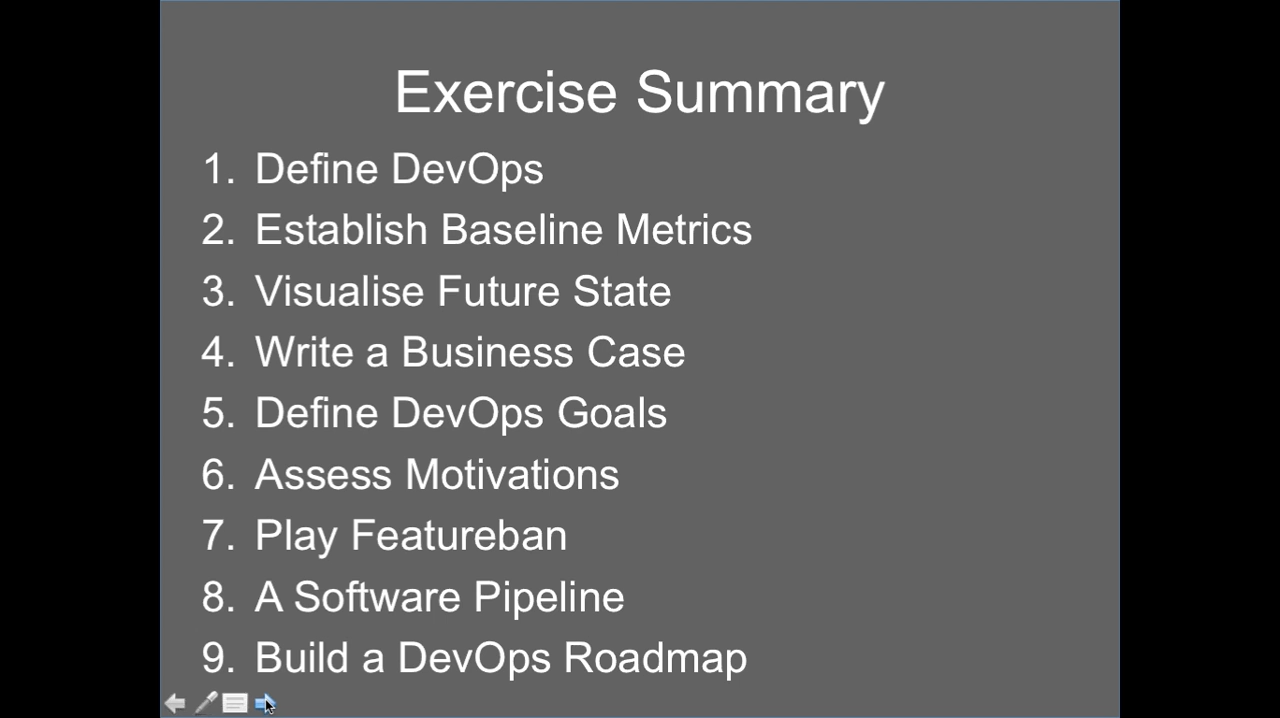 Exercise Summary
1. Define DevOps
2. Establish Baseline Metrics
3. Visualise Future State
4. Write a Business Case
5. Define DevOps Goals
6. Assess Motivations
7. Play Featureban
8. A Software Pipeline
9. Build a DevOps Roadmap